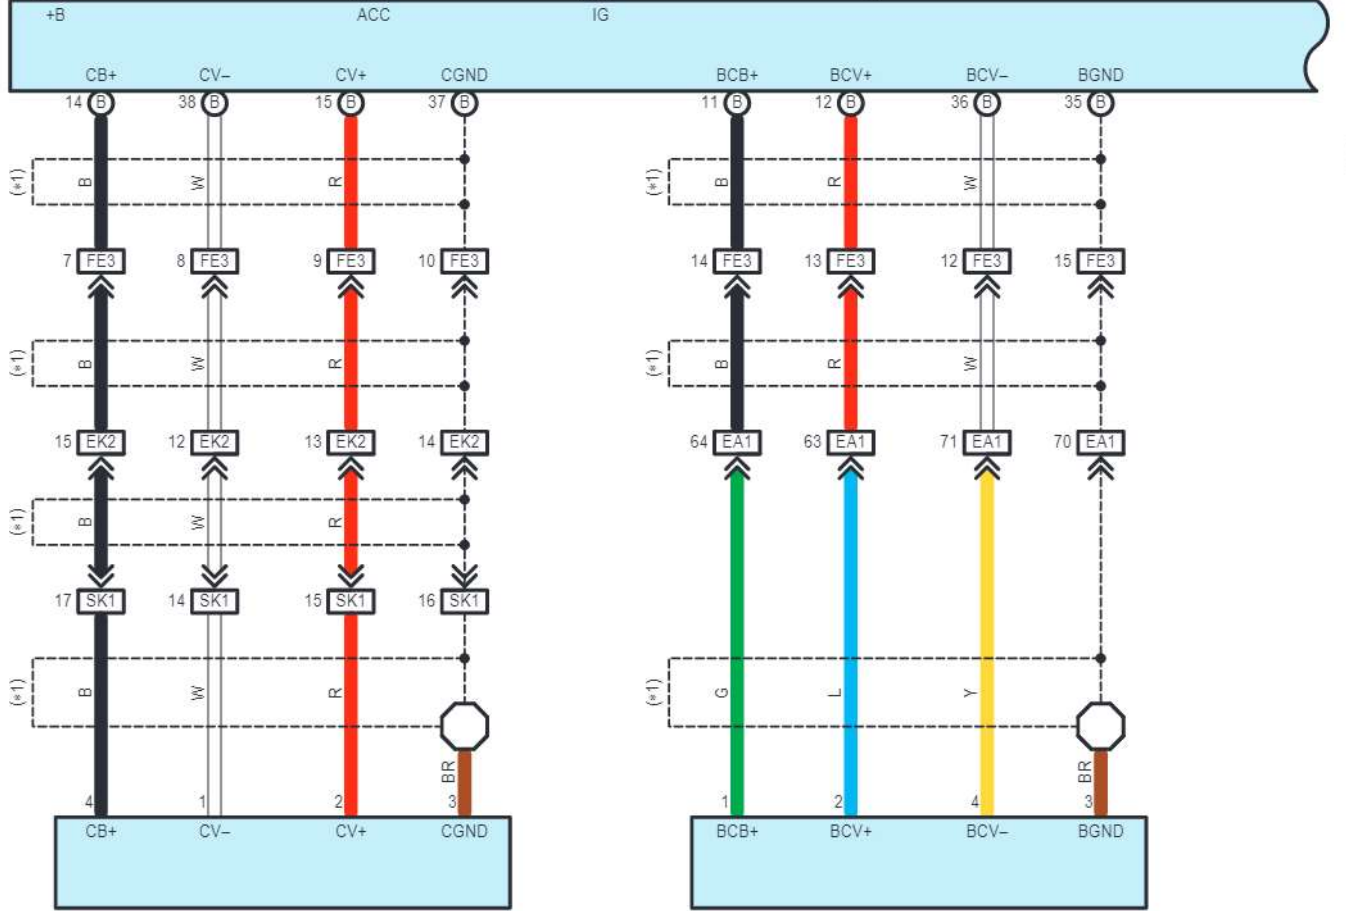 +B ACC IG
CB+ CV– CV+ CGND BCB+ BCV+ BCV– BGND
14 B 38 B 15 B 37 B 11 B 12 B 36 B 35 B
(*1) B W R (*1) B R W
7 FE3 8 FE3 9 FE3 10 FE3 14 FE3 13 FE3 12 FE3 15 FE3
(*1) B W R (*1) B R W
15 EK2 12 EK2 13 EK2 14 EK2 64 EA1 63 EA1 71 EA1 70 EA1
(*1) B W R
17 SK1 14 SK1 15 SK1 16 SK1
(*1) B W R (*1) G L Y
BR BR
4 1 2 3 1 2 4 3
CB+ CV– CV+ CGND BCB+ BCV+ BCV– BGND